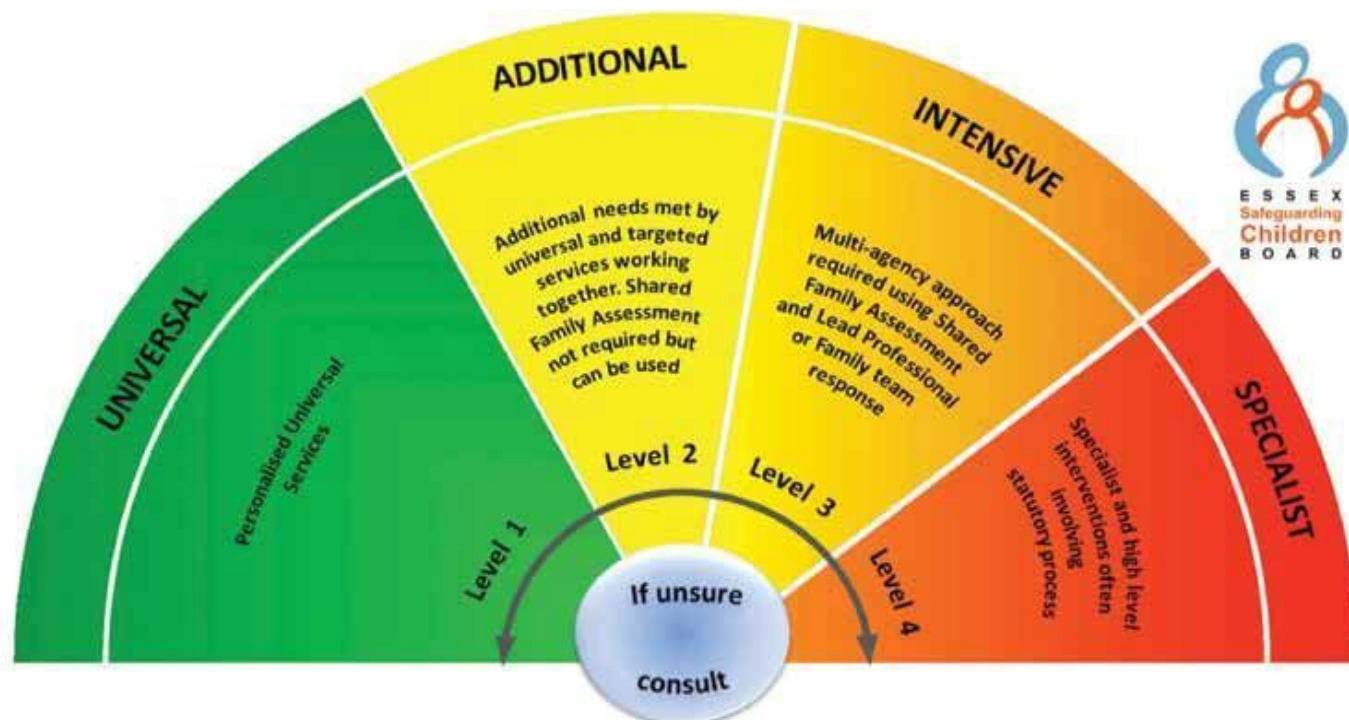 UNIVERSAL
Personalised Universal
Services
Level 1
ADDITIONAL
Additional needs met by
universal and targeted
services working
together. Shared
Family Assessment
not required but
can be used
Level 2
INTENSIVE
Multi-agency approach
required using Shared
Family Assessment
and Lead Professional
or Family team
response
Level 3
SPECIALIST
Specialist and high level
interventions often
involving
statutory process
Level 4
If unsure
consult
ESSEX
Safeguarding
Children
BOARD